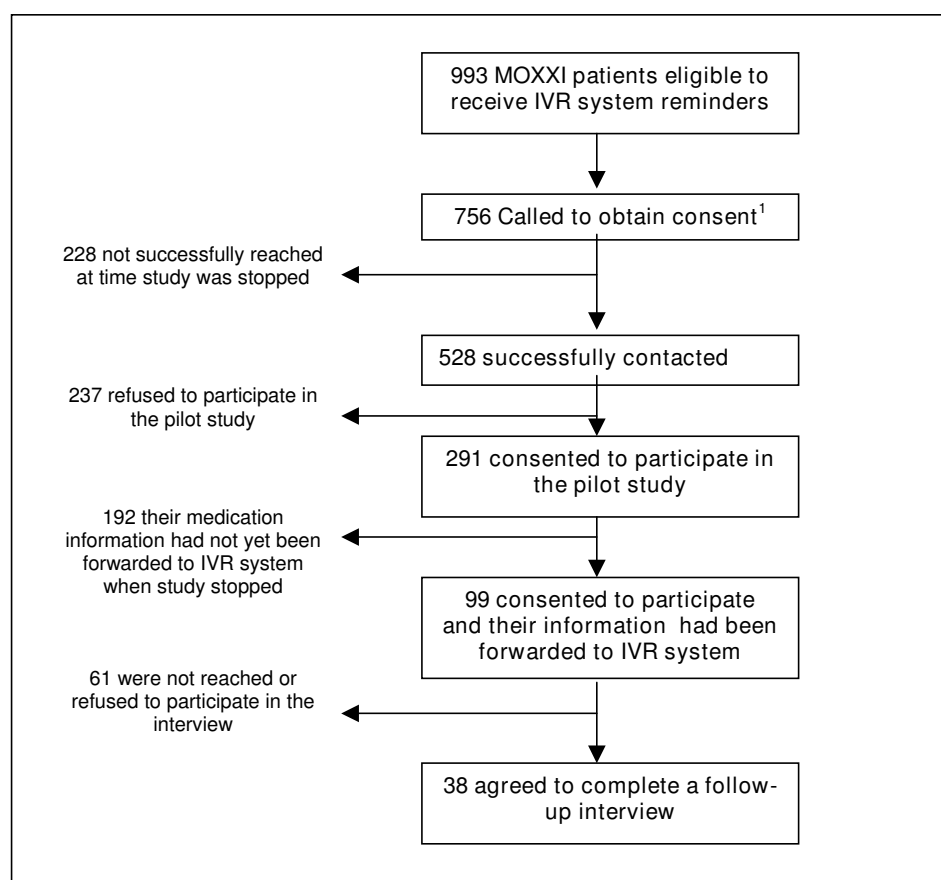 993 MOXXI patients eligible to
receive IVR system reminders
756 Called to obtain consent1
228 not successfully reached
at time study was stopped
528 successfully contacted
237 refused to participate in
the pilot study
291 consented to participate in
the pilot study
192 their medication
information had not yet been
forwarded to IVR system
when study stopped
99 consented to participate
and their information had been
forwarded to IVR system
61 were not reached or
refused to participate in the
interview
38 agreed to complete a follow-
up interview